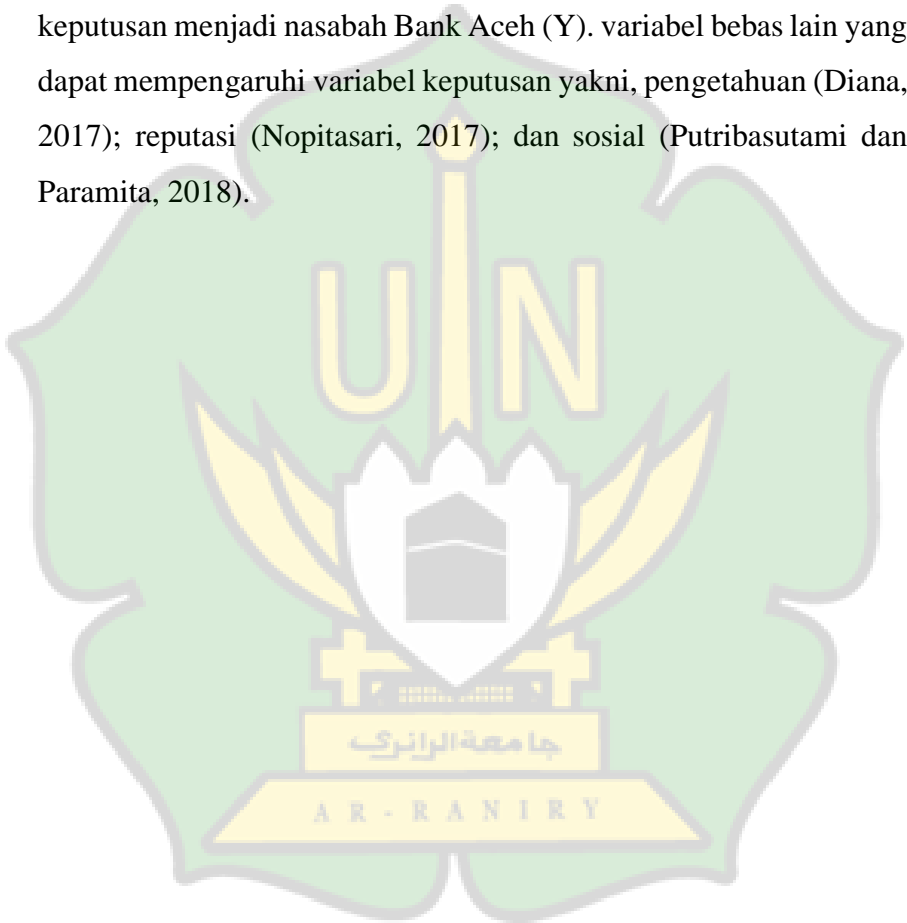 keputusan menjadi nasabah Bank Aceh (Y). variabel bebas lain yang
dapat mempengaruhi variabel keputusan yakni, pengetahuan (Diana,
2017); reputasi (Nopitasari, 2017); dan sosial (Putribasutami dan
Paramita, 2018).
UIN
جامعة الرانري
AR-RANIRY